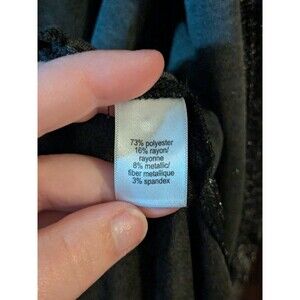 73% polyester
16% rayon/
rayonne
8% metallic/
fiber metallique
3% spandex